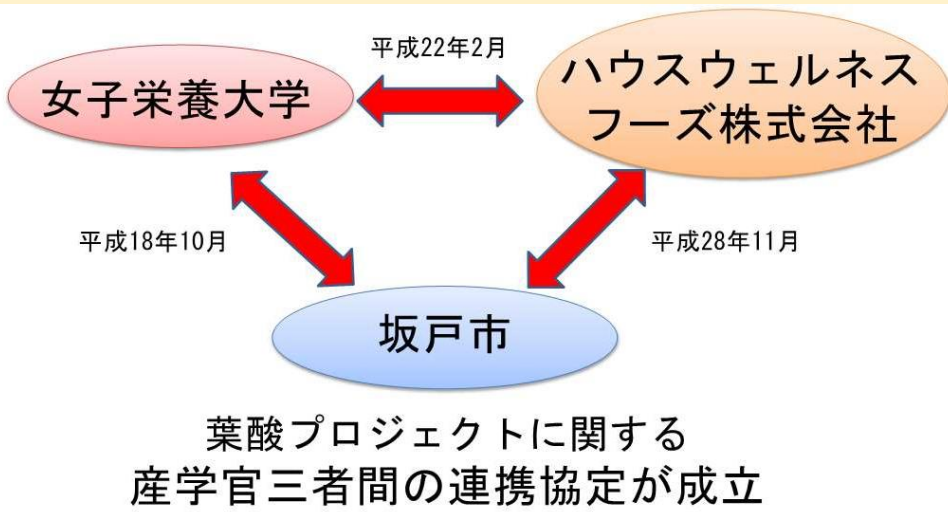 平成22年2月
女子栄養大学
ハウスウェルネス
フーズ株式会社
平成18年10月
平成28年11月
坂戸市
葉酸プロジェクトに関する
産学官三者間の連携協定が成立